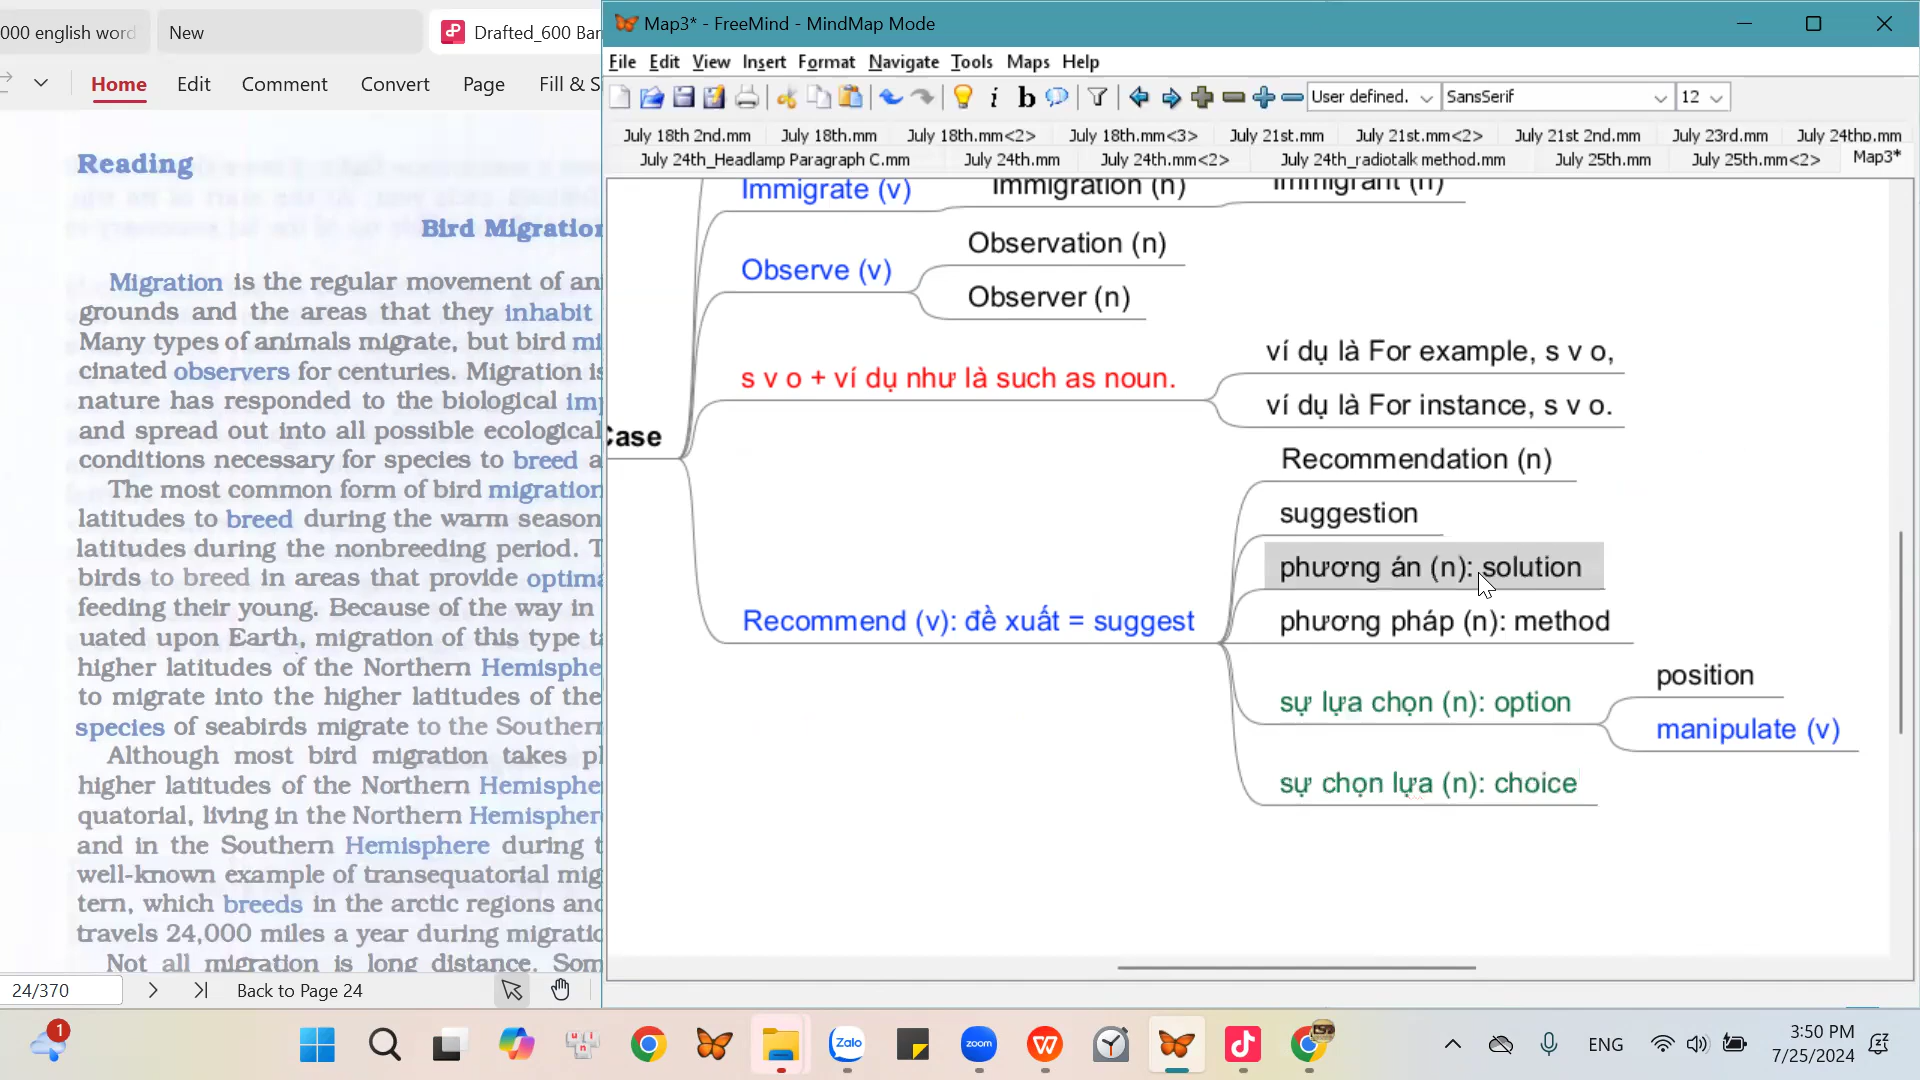 000 english word
New
Drafted_600 Bar
Home
Edit
Comment
Convert
Page
Fill & S
Reading
Bird Migration
Migration is the regular movement of an
grounds and the areas that they inhabit
Many types of animals migrate, but bird mi
cinated observers for centuries. Migration is
nature has responded to the biological im
and spread out into all possible ecological
conditions necessary for species to breed a
The most common form of bird migration
latitudes to breed during the warm season
latitudes during the nonbreeding period. T
birds to breed in areas that provide optima
feeding their young. Because of the way in
uated upon Earth, migration of this type ta
higher latitudes of the Northern Hemisphe
to migrate into the higher latitudes of the
species of seabirds migrate to the Southern
Although most bird migration takes pl
higher latitudes of the Northern Hemisphe
quatorial, living in the Northern Hemispher
and in the Southern Hemisphere during t
well-known example of transequatorial mig
tern, which breeds in the arctic regions and
travels 24,000 miles a year during migratic
Not all migration is long distance. Som
24/370
Back to Page 24
Map3* - FreeMind - MindMap Mode
File Edit View Insert Format Navigate Tools Maps Help
i b User defined. SansSerif 12
July 18th 2nd.mm July 18th.mm July 18th.mm<2> July 18th.mm<3> July 21st.mm July 21st.mm<2> July 21st 2nd.mm July 23rd.mm July 24thp.mm
July 24th_Headlamp Paragraph C.mm July 24th.mm July 24th.mm<2> July 24th_radiotalk method.mm July 25th.mm July 25th.mm<2> Map3*
Immigrate (v)
Immigration (n)
Immigrant (n)
Observe (v)
Observation (n)
Observer (n)
s v o + ví dụ như là such as noun.
ví dụ là For example, s v o,
ví dụ là For instance, s v o.
Case
Recommend (v): đề xuất = suggest
Recommendation (n)
suggestion
phương án (n): solution
phương pháp (n): method
sự lựa chọn (n): option
position
manipulate (v)
sự chọn lựa (n): choice
1
Zalo
zoom
ENG
3:50 PM
7/25/2024